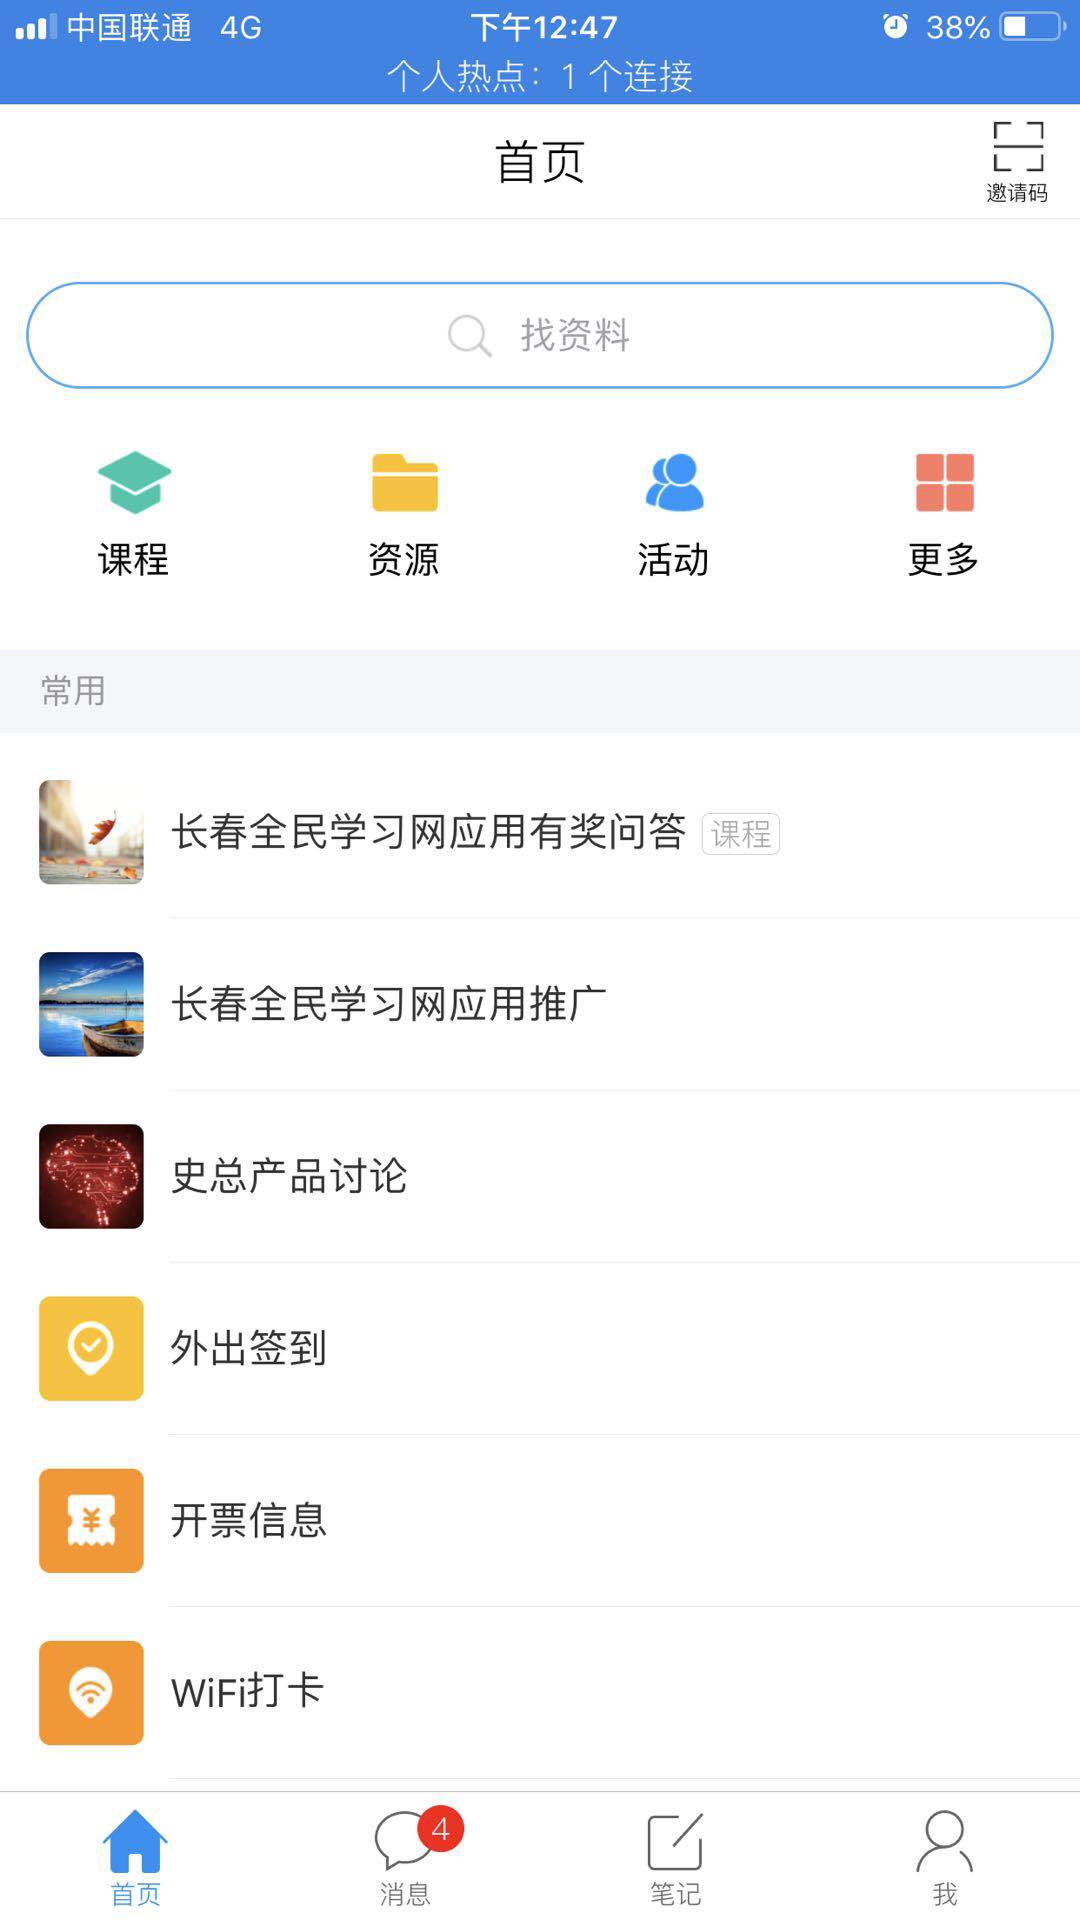 中国联通 4G 下午12:47 38%
个人热点：1 个连接
首页
邀请码
找资料
课程 资源 活动 更多
常用
长春全民学习网应用有奖问答 课程
长春全民学习网应用推广
史总产品讨论
外出签到
开票信息
WiFi打卡
4
首页 消息 笔记 我